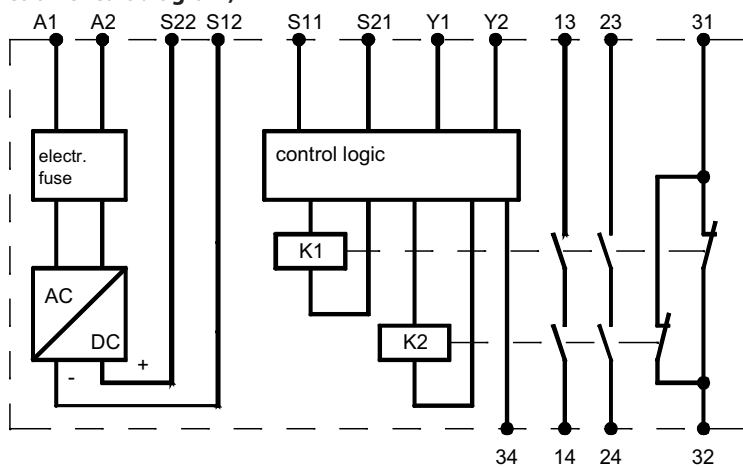 A1 A2 S22 S12 S11 S21 Y1 Y2 13 23 31
electr.
fuse
control logic
K1
AC
DC
K2
+
-
34 14 24 32